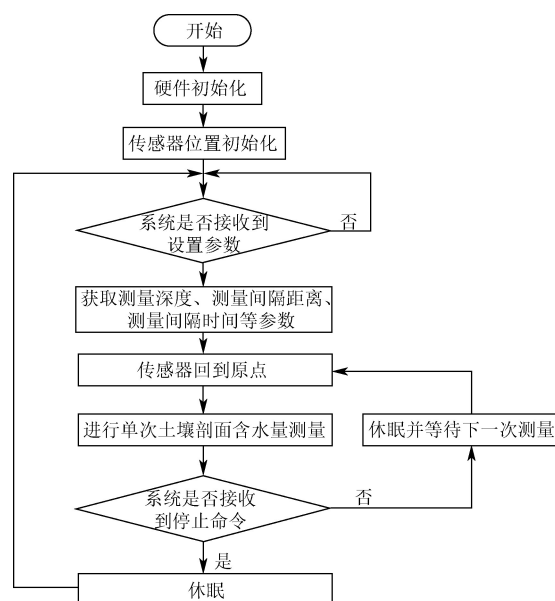 开始
硬件初始化
传感器位置初始化
系统是否接收到
设置参数
否
获取测量深度、测量间隔距离、
测量间隔时间等参数
传感器回到原点
进行单次土壤剖面含水量测量
休眠并等待下一次测量
系统是否接收
到停止命令
否
是
休眠